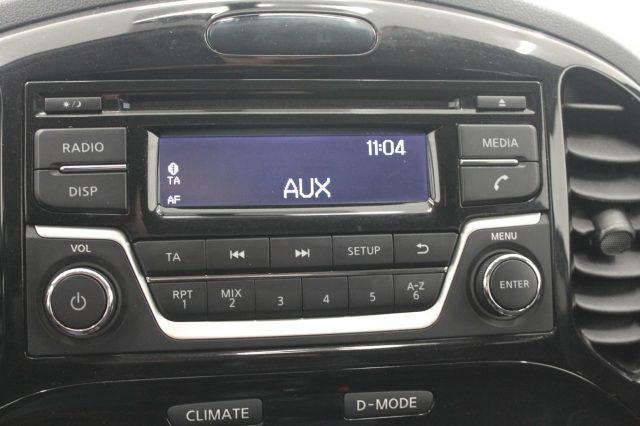 RADIO
DISP
11:04
TA
AF
AUX
MEDIA
VOL
TA
SETUP
MENU
RPT
1
MIX
2
3
4
5
A-Z
6
ENTER
CLIMATE
D-MODE